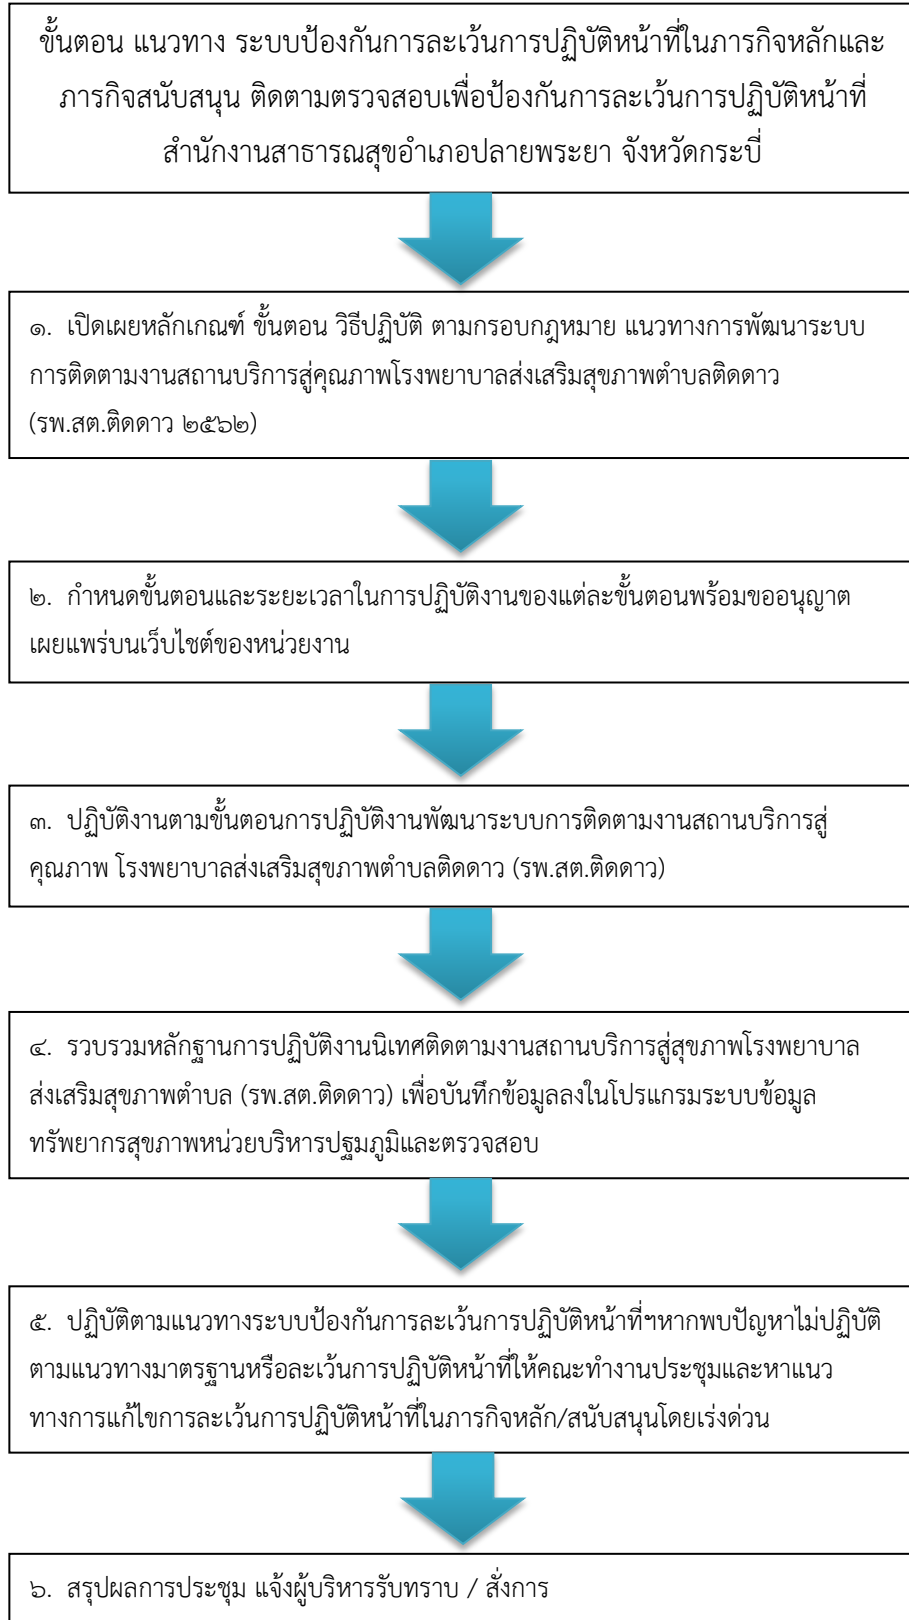 ขั้นตอน แนวทาง ระบบป้องกันการละเว้นการปฏิบัติหน้าที่ในภารกิจหลักและ
ภารกิจสนับสนุน ติดตามตรวจสอบเพื่อป้องกันการละเว้นการปฏิบัติหน้าที่
สำนักงานสาธารณสุขอำเภอปลายพระยา จังหวัดกระบี่
๑. เปิดเผยหลักเกณฑ์ ขั้นตอน วิธีปฏิบัติ ตามกรอบกฎหมาย แนวทางการพัฒนาระบบ
การติดตามงานสถานบริการสู่คุณภาพโรงพยาบาลส่งเสริมสุขภาพตำบลติดดาว
(รพ.สต.ติดดาว ๒๕๖๒)
๒. กำหนดขั้นตอนและระยะเวลาในการปฏิบัติงานของแต่ละขั้นตอนพร้อมขออนุญาต
เผยแพร่บนเว็บไซต์ของหน่วยงาน
๓. ปฏิบัติงานตามขั้นตอนการปฏิบัติงานพัฒนาระบบการติดตามงานสถานบริการสู่
คุณภาพ โรงพยาบาลส่งเสริมสุขภาพตำบลติดดาว (รพ.สต.ติดดาว)
๔. รวบรวมหลักฐานการปฏิบัติงานนิเทศติดตามงานสถานบริการสู่สุขภาพโรงพยาบาล
ส่งเสริมสุขภาพตำบล (รพ.สต.ติดดาว) เพื่อบันทึกข้อมูลลงในโปรแกรมระบบข้อมูล
ทรัพยากรสุขภาพหน่วยบริหารปฐมภูมิและตรวจสอบ
๕. ปฏิบัติตามแนวทางระบบป้องกันการละเว้นการปฏิบัติหน้าที่ฯหากพบปัญหาไม่ปฏิบัติ
ตามแนวทางมาตรฐานหรือละเว้นการปฏิบัติหน้าที่ให้คณะทำงานประชุมและหาแนว
ทางการแก้ไขการละเว้นการปฏิบัติหน้าที่ในภารกิจหลัก/สนับสนุนโดยเร่งด่วน
๖. สรุปผลการประชุม แจ้งผู้บริหารรับทราบ / สั่งการ